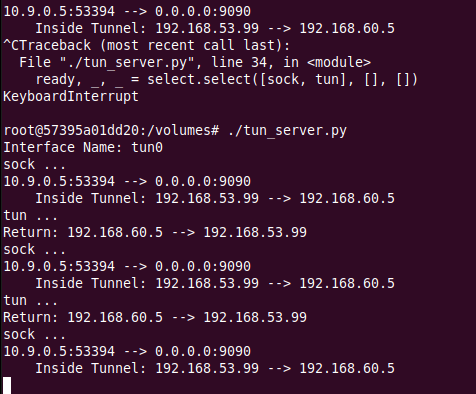 10.9.0.5:53394 --> 0.0.0.0:9090
    Inside Tunnel: 192.168.53.99 --> 192.168.60.5
^CTraceback (most recent call last):
  File "./tun_server.py", line 34, in <module>
    ready, _, _ = select.select([sock, tun], [], [])
KeyboardInterrupt

root@57395a01dd20:/volumes# ./tun_server.py
Interface Name: tun0
sock ...
10.9.0.5:53394 --> 0.0.0.0:9090
    Inside Tunnel: 192.168.53.99 --> 192.168.60.5
tun ...
Return: 192.168.60.5 --> 192.168.53.99
sock ...
10.9.0.5:53394 --> 0.0.0.0:9090
    Inside Tunnel: 192.168.53.99 --> 192.168.60.5
tun ...
Return: 192.168.60.5 --> 192.168.53.99
sock ...
10.9.0.5:53394 --> 0.0.0.0:9090
    Inside Tunnel: 192.168.53.99 --> 192.168.60.5